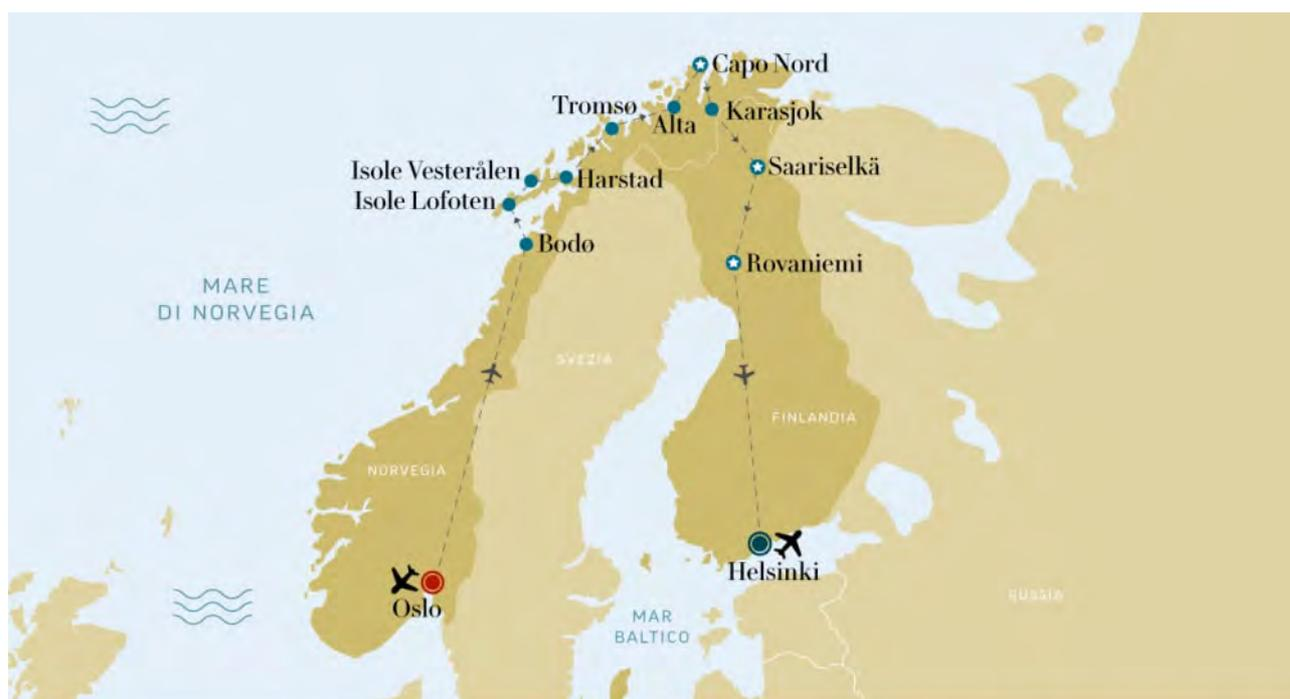 Capo Nord
Tromsø
Alta
Karasjok
Isole Vesterålen
Harstad
Saariselkä
Isole Lofoten
Bodø
Rovaniemi
MARE
DI NORVEGIA
SVEZIA
FINLANDIA
NORVEGIA
Helsinki
Oslo
RUSSIA
MAR
BALTICO